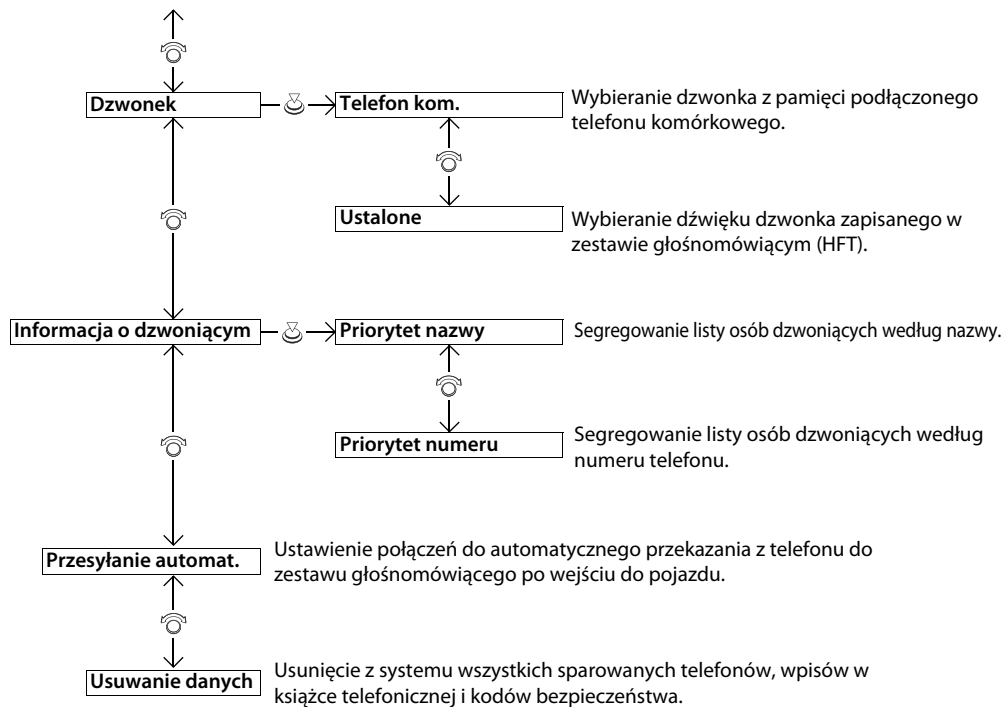 Dzwonek
Telefon kom.
Wybieranie dzwonka z pamięci podłączonego
telefonu komórkowego.
Ustalone
Wybieranie dźwięku dzwonka zapisanego w
zestawie głośnomówiącym (HFT).
Informacja o dzwoniącym
Priorytet nazwy
Segregowanie listy osób dzwoniących według nazwy.
Priorytet numeru
Segregowanie listy osób dzwoniących według
numeru telefonu.
Przesyłanie automat.
Ustawienie połączeń do automatycznego przekazania z telefonu do
zestawu głośnomówiącego po wejściu do pojazdu.
Usuwanie danych
Usunięcie z systemu wszystkich sparowanych telefonów, wpisów w
książce telefonicznej i kodów bezpieczeństwa.